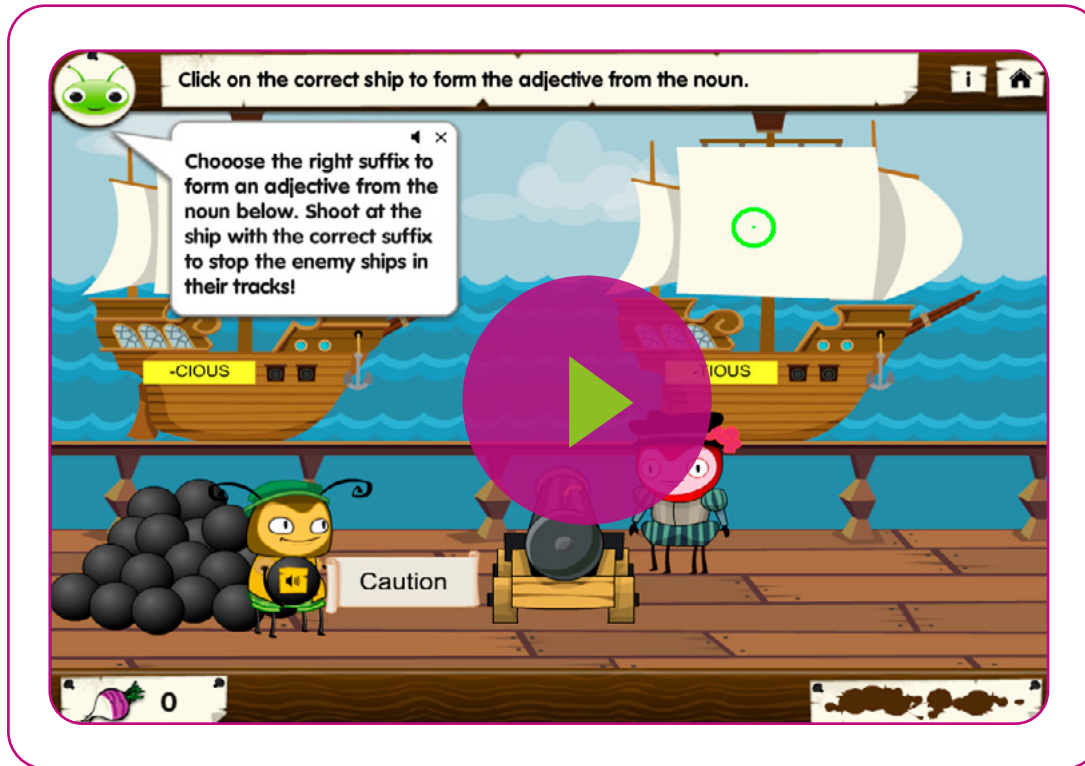 Click on the correct ship to form the adjective from the noun.
i
Chooose the right suffix to
form an adjective from the
noun below. Shoot at the
ship with the correct suffix
to stop the enemy ships in
their tracks!
-CIOUS
-TIOUS
Caution
0